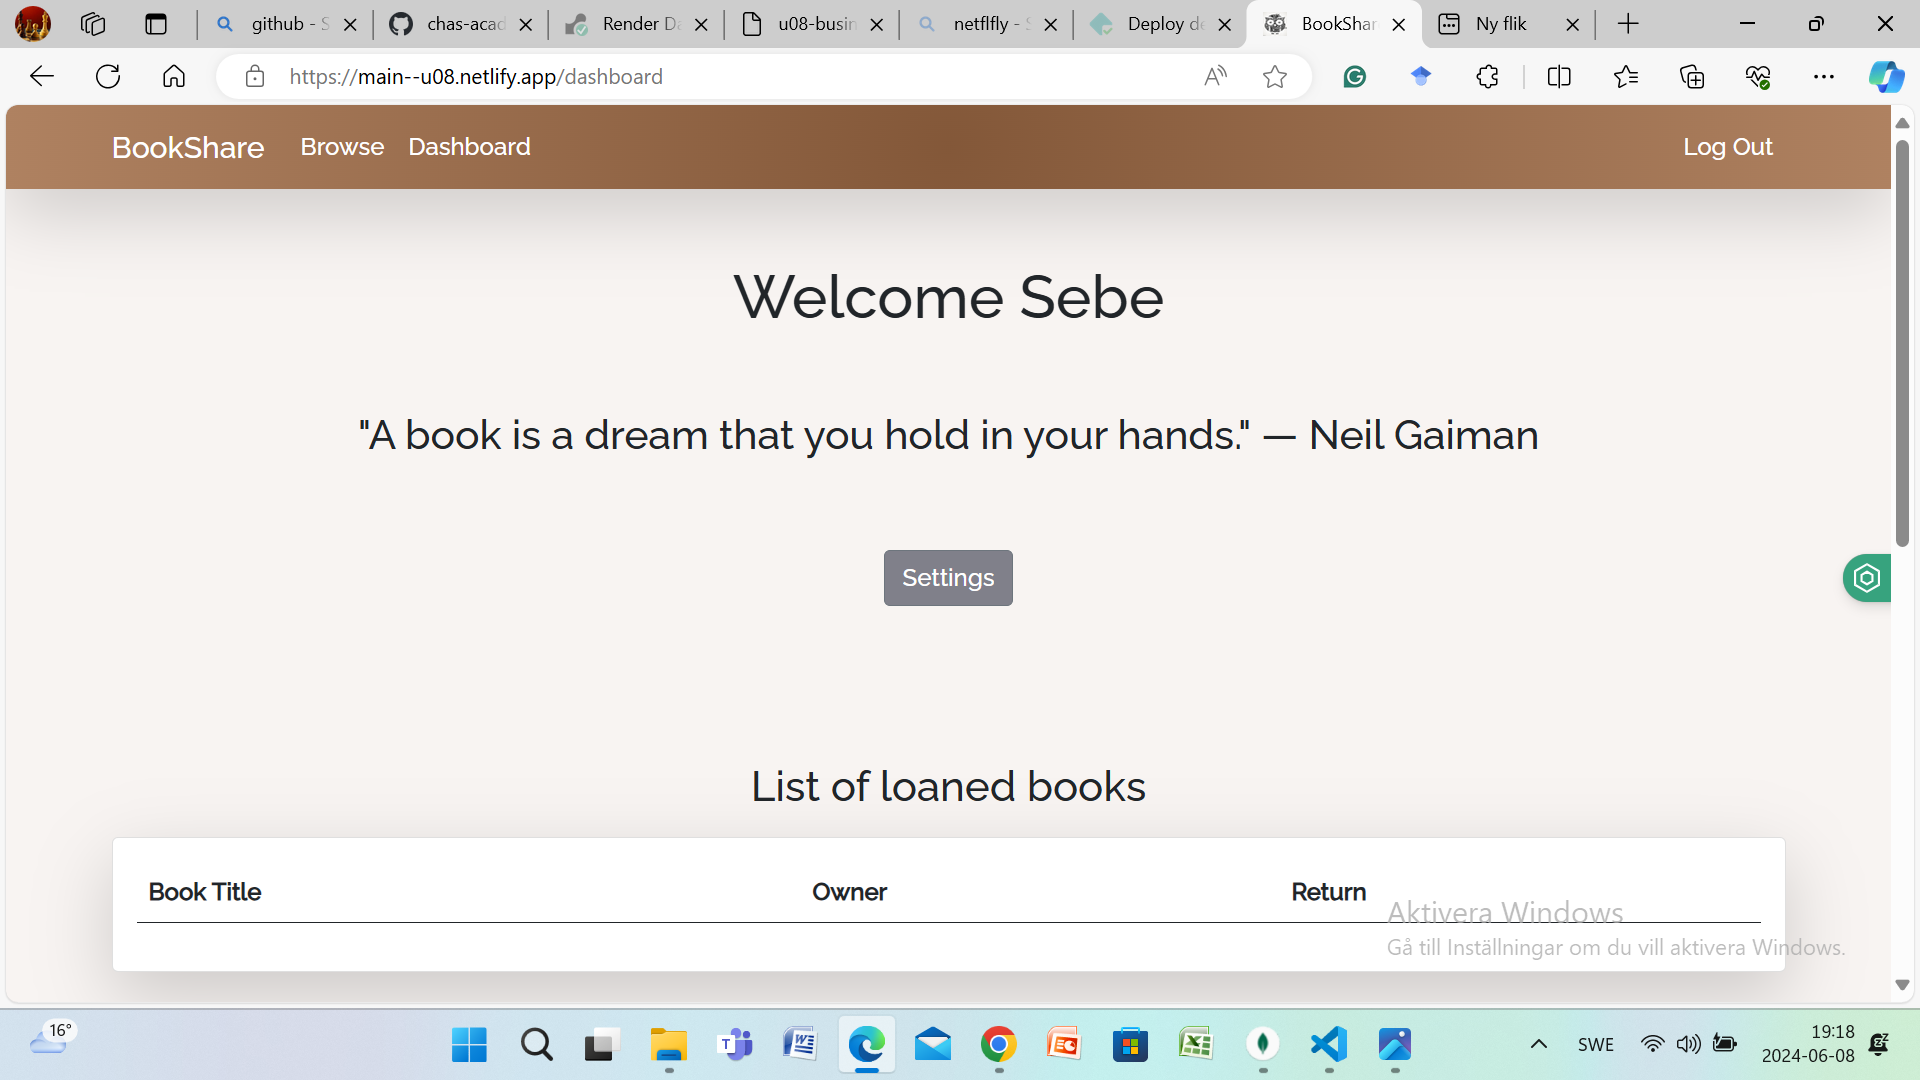 github - S
chas-acad
Render Da
u08-busin
netflfly - S
Deploy de
BookShar
Ny flik
https://main--u08.netlify.app/dashboard
BookShare Browse Dashboard Log Out
Welcome Sebe
"A book is a dream that you hold in your hands." — Neil Gaiman
Settings
List of loaned books
Book Title Owner Return
Aktivera Windows
Gå till Inställningar om du vill aktivera Windows.
16°
SWE
19:18
2024-06-08